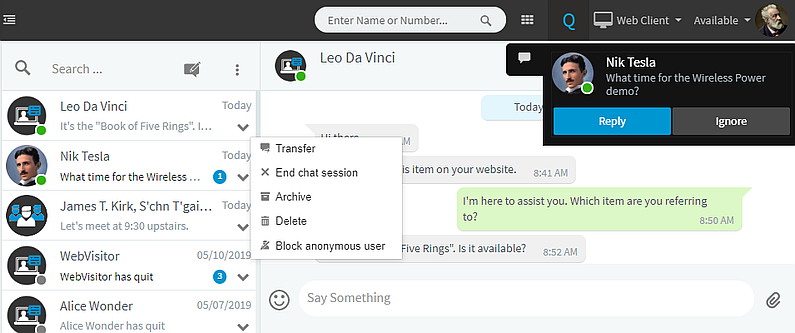 Enter Name or Number...
Q
Web Client
Available
Search ...
Leo Da Vinci
Today
It's the "Book of Five Rings". I...
Nik Tesla
Today
What time for the Wireless ...
1
James T. Kirk, S'chn T'gai...
Today
Let's meet at 9:30 upstairs.
WebVisitor
05/10/2019
WebVisitor has quit
3
Alice Wonder
05/07/2019
Alice Wonder has quit
Transfer
End chat session
Archive
Delete
Block anonymous user
Leo Da Vinci
Nik Tesla
What time for the Wireless Power
demo?
Reply
Ignore
Today
Hi there
AM
is item on your website.
8:41 AM
I'm here to assist you. Which item are you referring
to?
8:50 AM
Five Rings". Is it available?
8:52 AM
Say Something